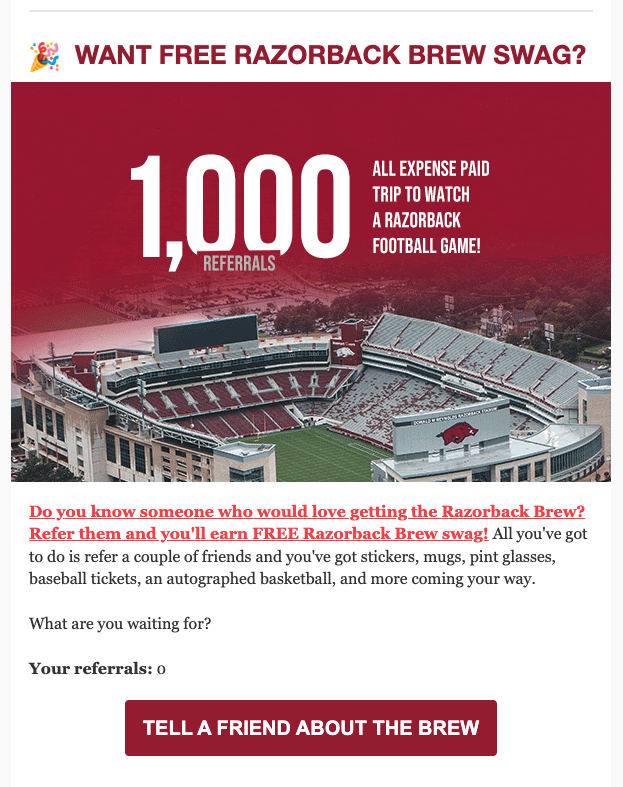 WANT FREE RAZORBACK BREW SWAG?
1,000
REFERRALS
ALL EXPENSE PAID
TRIP TO WATCH
A RAZORBACK
FOOTBALL GAME!
DONALD W. REYNOLDS RAZORBACK STADIUM
Do you know someone who would love getting the Razorback Brew?
Refer them and you'll earn FREE Razorback Brew swag! All you've got
to do is refer a couple of friends and you've got stickers, mugs, pint glasses,
baseball tickets, an autographed basketball, and more coming your way.
What are you waiting for?
Your referrals: 0
TELL A FRIEND ABOUT THE BREW